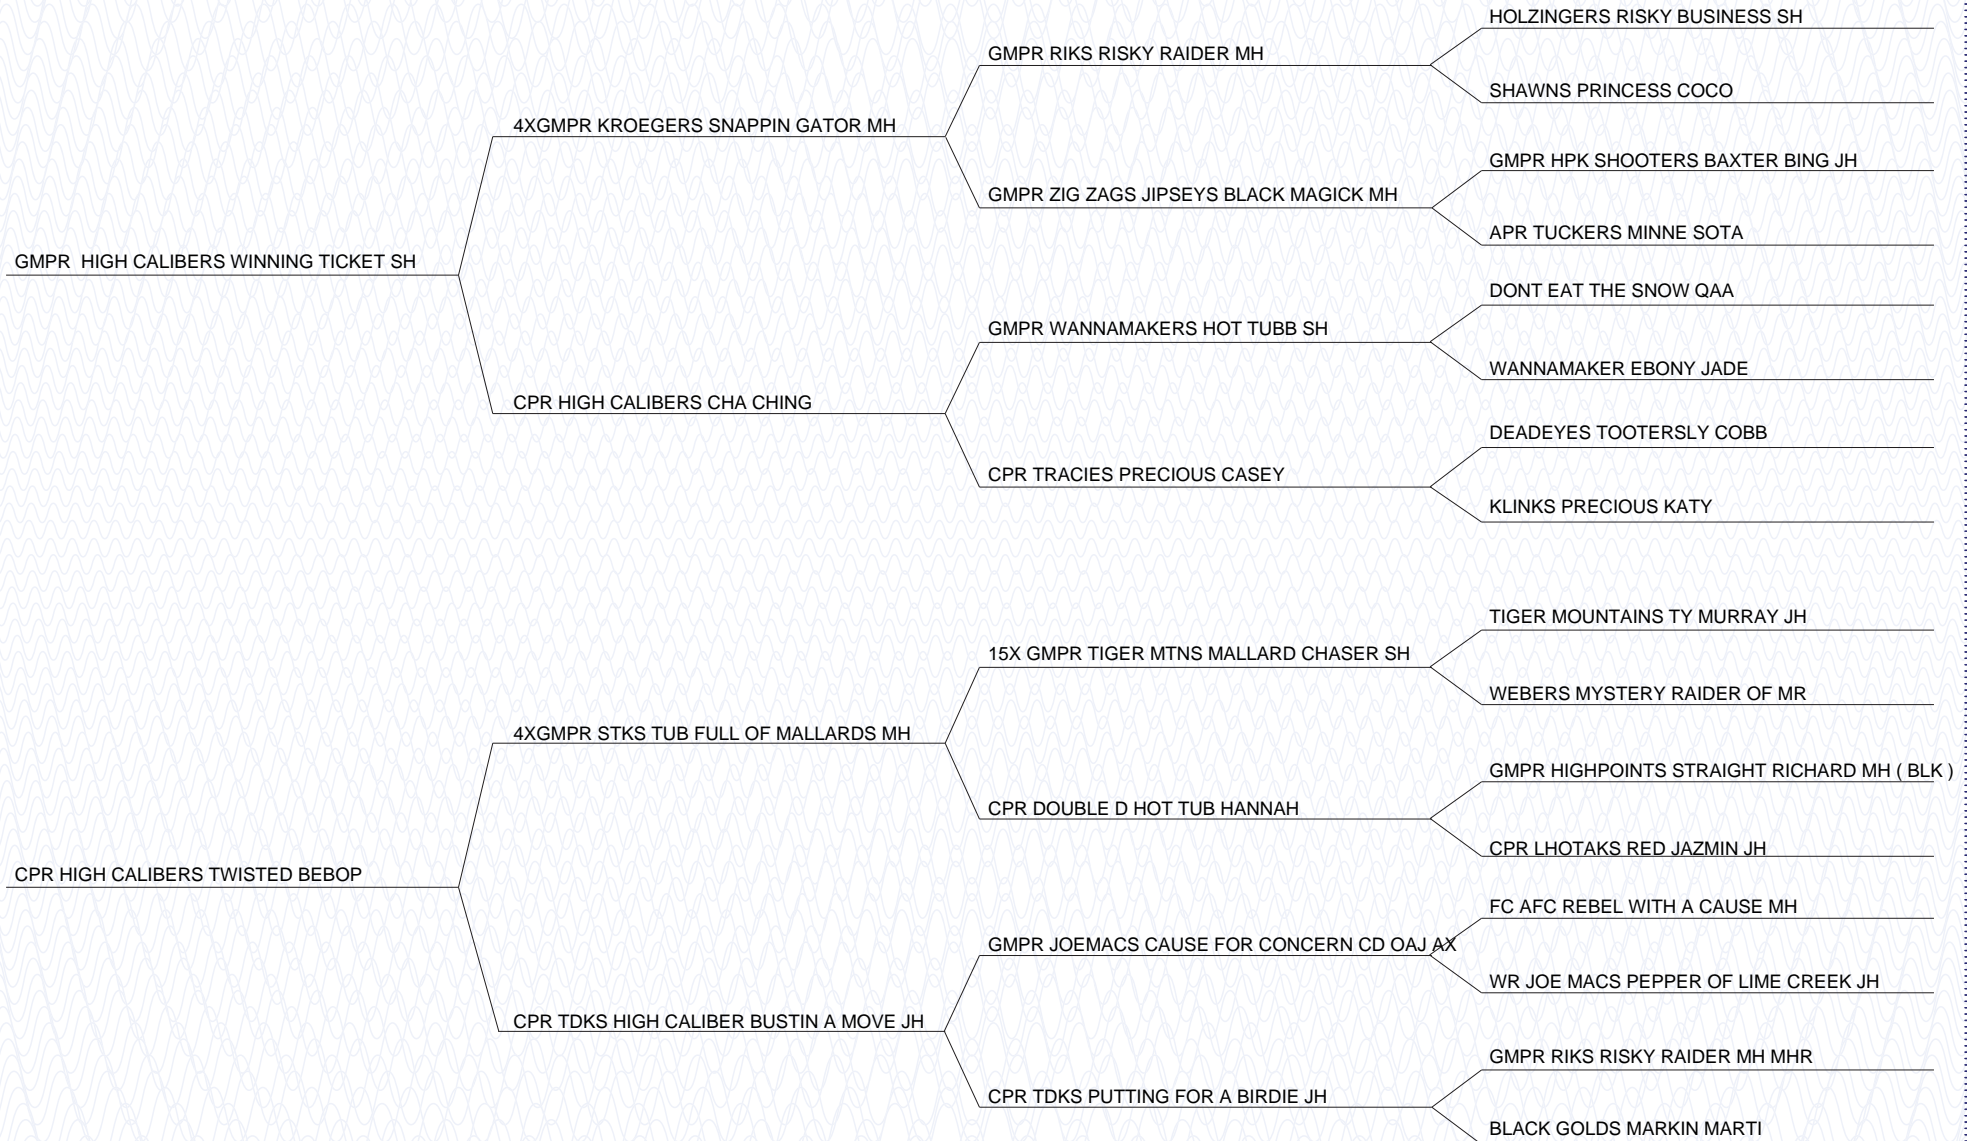 HOLZINGERS RISKY BUSINESS SH
GMPR RIKS RISKY RAIDER MH
SHAWNS PRINCESS COCO
4XGMPR KROEGERS SNAPPIN GATOR MH
GMPR HPK SHOOTERS BAXTER BING JH
GMPR ZIG ZAGS JIPSEYS BLACK MAGICK MH
APR TUCKERS MINNE SOTA
GMPR  HIGH CALIBERS WINNING TICKET SH
DONT EAT THE SNOW QAA
GMPR WANNAMAKERS HOT TUBB SH
WANNAMAKER EBONY JADE
CPR HIGH CALIBERS CHA CHING
DEADEYES TOOTERSLY COBB
CPR TRACIES PRECIOUS CASEY
KLINKS PRECIOUS KATY
TIGER MOUNTAINS TY MURRAY JH
15X GMPR TIGER MTNS MALLARD CHASER SH
WEBERS MYSTERY RAIDER OF MR
4XGMPR STKS TUB FULL OF MALLARDS MH
GMPR HIGHPOINTS STRAIGHT RICHARD MH ( BLK )
CPR DOUBLE D HOT TUB HANNAH
CPR LHOTAKS RED JAZMIN JH
CPR HIGH CALIBERS TWISTED BEBOP
FC AFC REBEL WITH A CAUSE MH
GMPR JOEMACS CAUSE FOR CONCERN CD OAJ AX
WR JOE MACS PEPPER OF LIME CREEK JH
CPR TDKS HIGH CALIBER BUSTIN A MOVE JH
GMPR RIKS RISKY RAIDER MH MHR
CPR TDKS PUTTING FOR A BIRDIE JH
BLACK GOLDS MARKIN MARTI